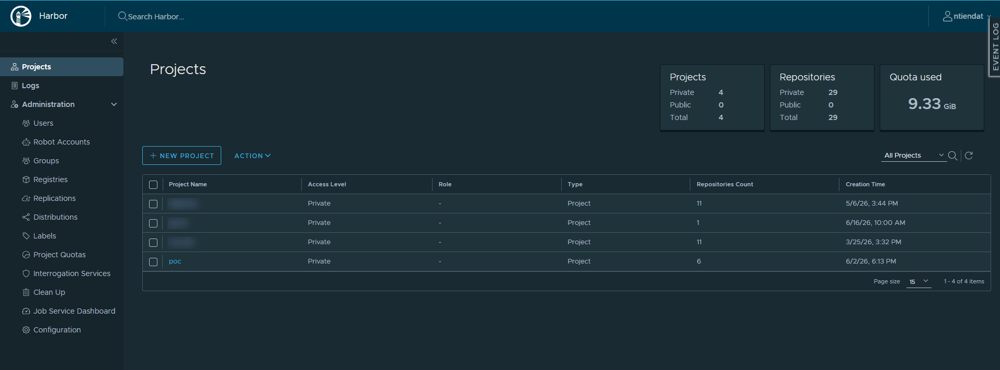 Harbor
Search Harbor...
ntiendat
EVENT LOG
Projects
Logs
Administration
Users
Robot Accounts
Groups
Registries
Replications
Distributions
Labels
Project Quotas
Interrogation Services
Clean Up
Job Service Dashboard
Configuration
Projects
Projects
Private 4
Public 0
Total 4
Repositories
Private 29
Public 0
Total 29
Quota used
9.33 GiB
+ NEW PROJECT ACTION
All Projects
Project Name Access Level Role Type Repositories Count Creation Time
Private - Project 11 5/6/26, 3:44 PM
Private - Project 1 6/16/26, 10:00 AM
Private - Project 11 3/25/26, 3:32 PM
poc Private - Project 6 6/2/26, 6:13 PM
Page size 15 1 - 4 of 4 items